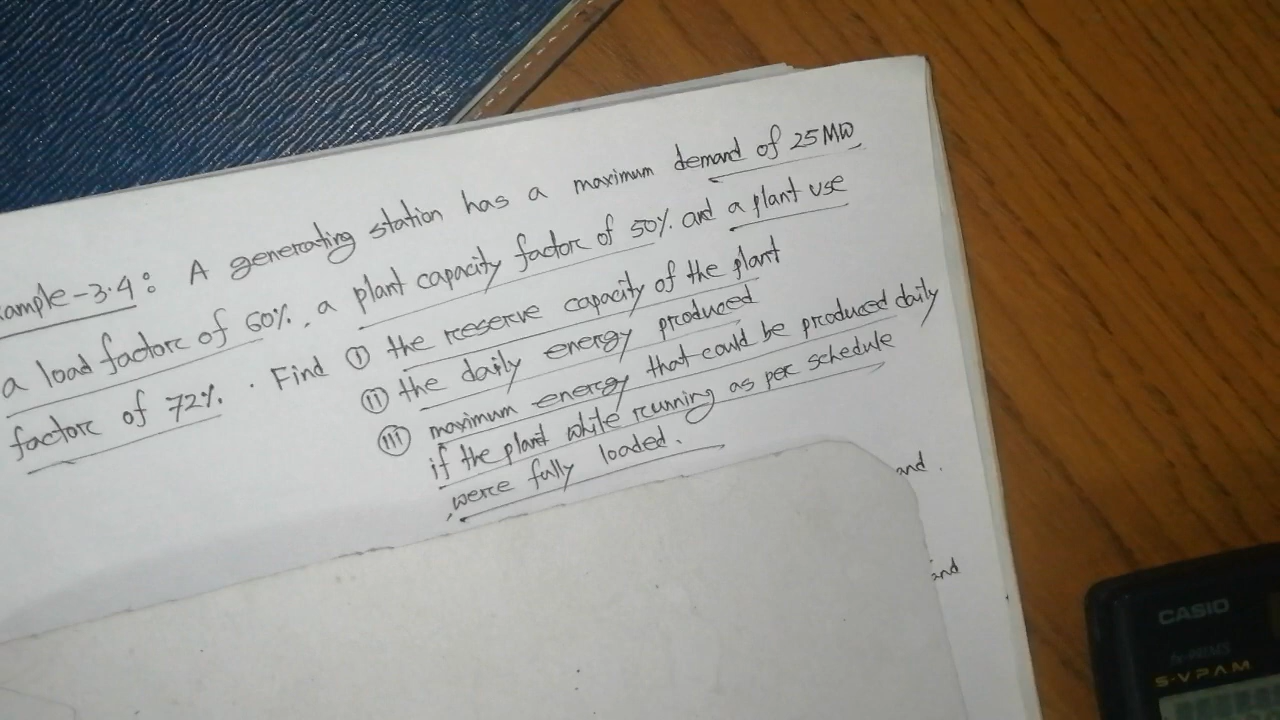 ample-3.4: A generating station has a maximum demand of 25 MW,
a load factor of 60%, a plant capacity factor of 50% and a plant use
factor of 72%. Find (i) the reserve capacity of the plant
(ii) the daily energy produced
(iii) maximum energy that could be produced daily
if the plant while running as per schedule
were fully loaded.
and.
and
CASIO
S-V.P.A.M.